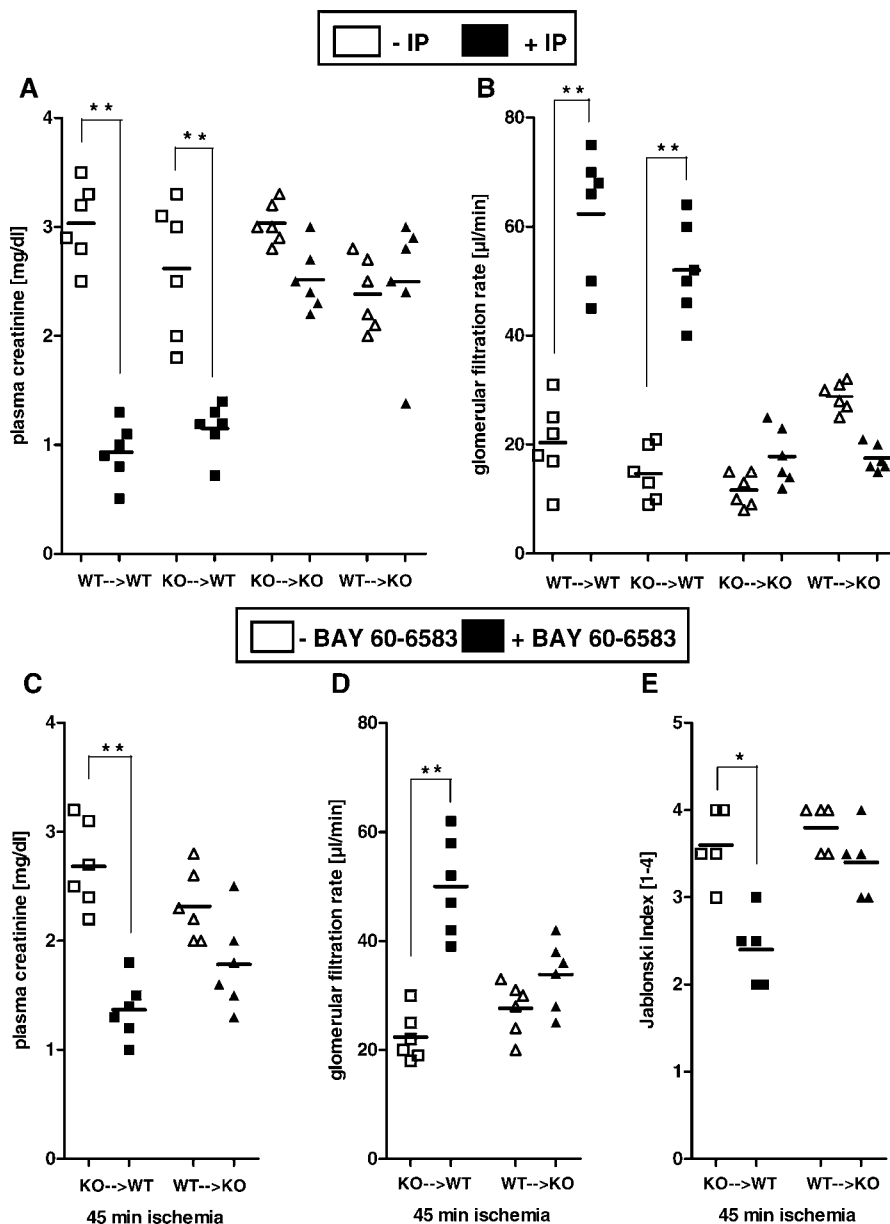 - IP + IP
A
plasma creatinine [mg/dl]
4
3
2
1
0
** **
WT-->WT KO-->WT KO-->KO WT-->KO
B
glomerular filtration rate [µl/min]
80
60
40
20
0
** **
WT-->WT KO-->WT KO-->KO WT-->KO
- BAY 60-6583 + BAY 60-6583
C
plasma creatinine [mg/dl]
4
3
2
1
0
**
KO-->WT WT-->KO
45 min ischemia
D
glomerular filtration rate [µl/min]
80
60
40
20
0
**
KO-->WT WT-->KO
45 min ischemia
E
Jablonski Index [1-4]
5
4
3
2
1
0
*
KO-->WT WT-->KO
45 min ischemia